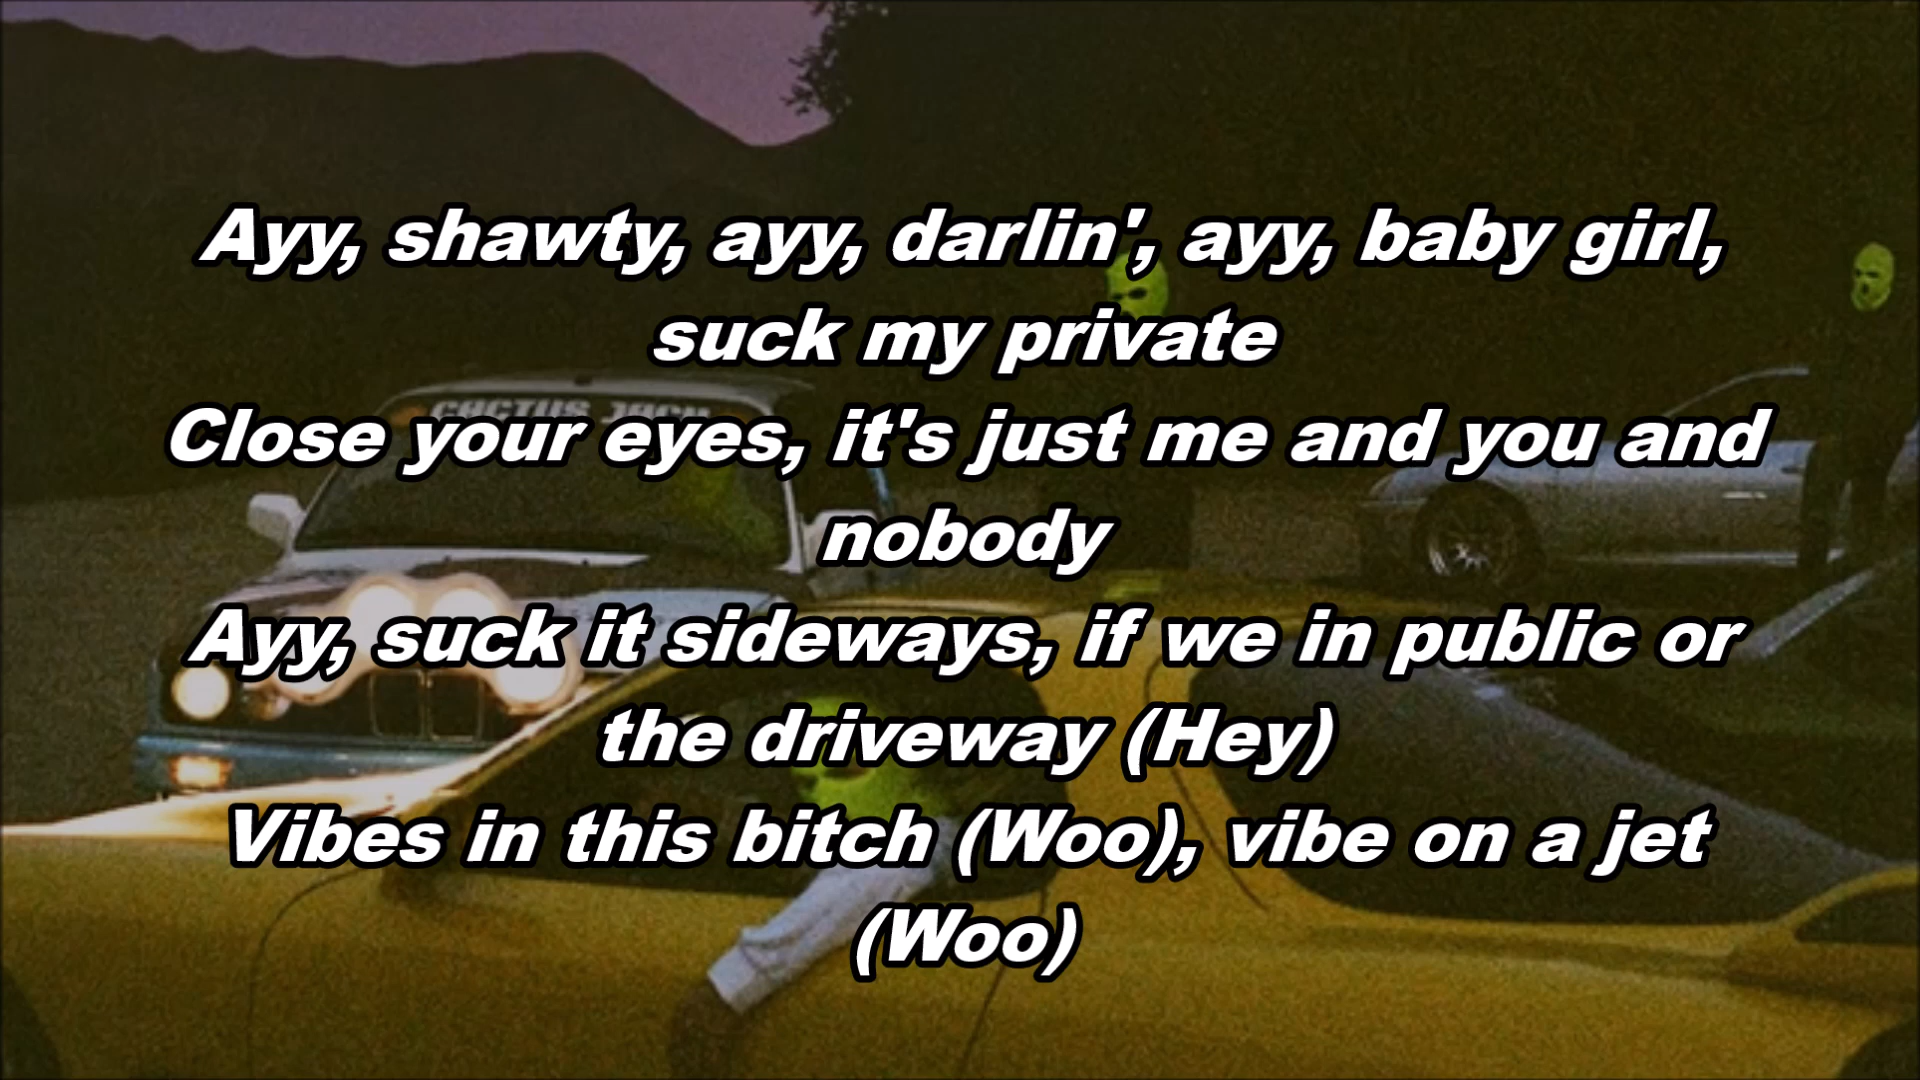 Ayy, shawty, ayy, darlin', ayy, baby girl,
suck my private
CACTUS JACK
Close your eyes, it's just me and you and
nobody
Ayy, suck it sideways, if we in public or
the driveway (Hey)
Vibes in this bitch (Woo), vibe on a jet
(Woo)